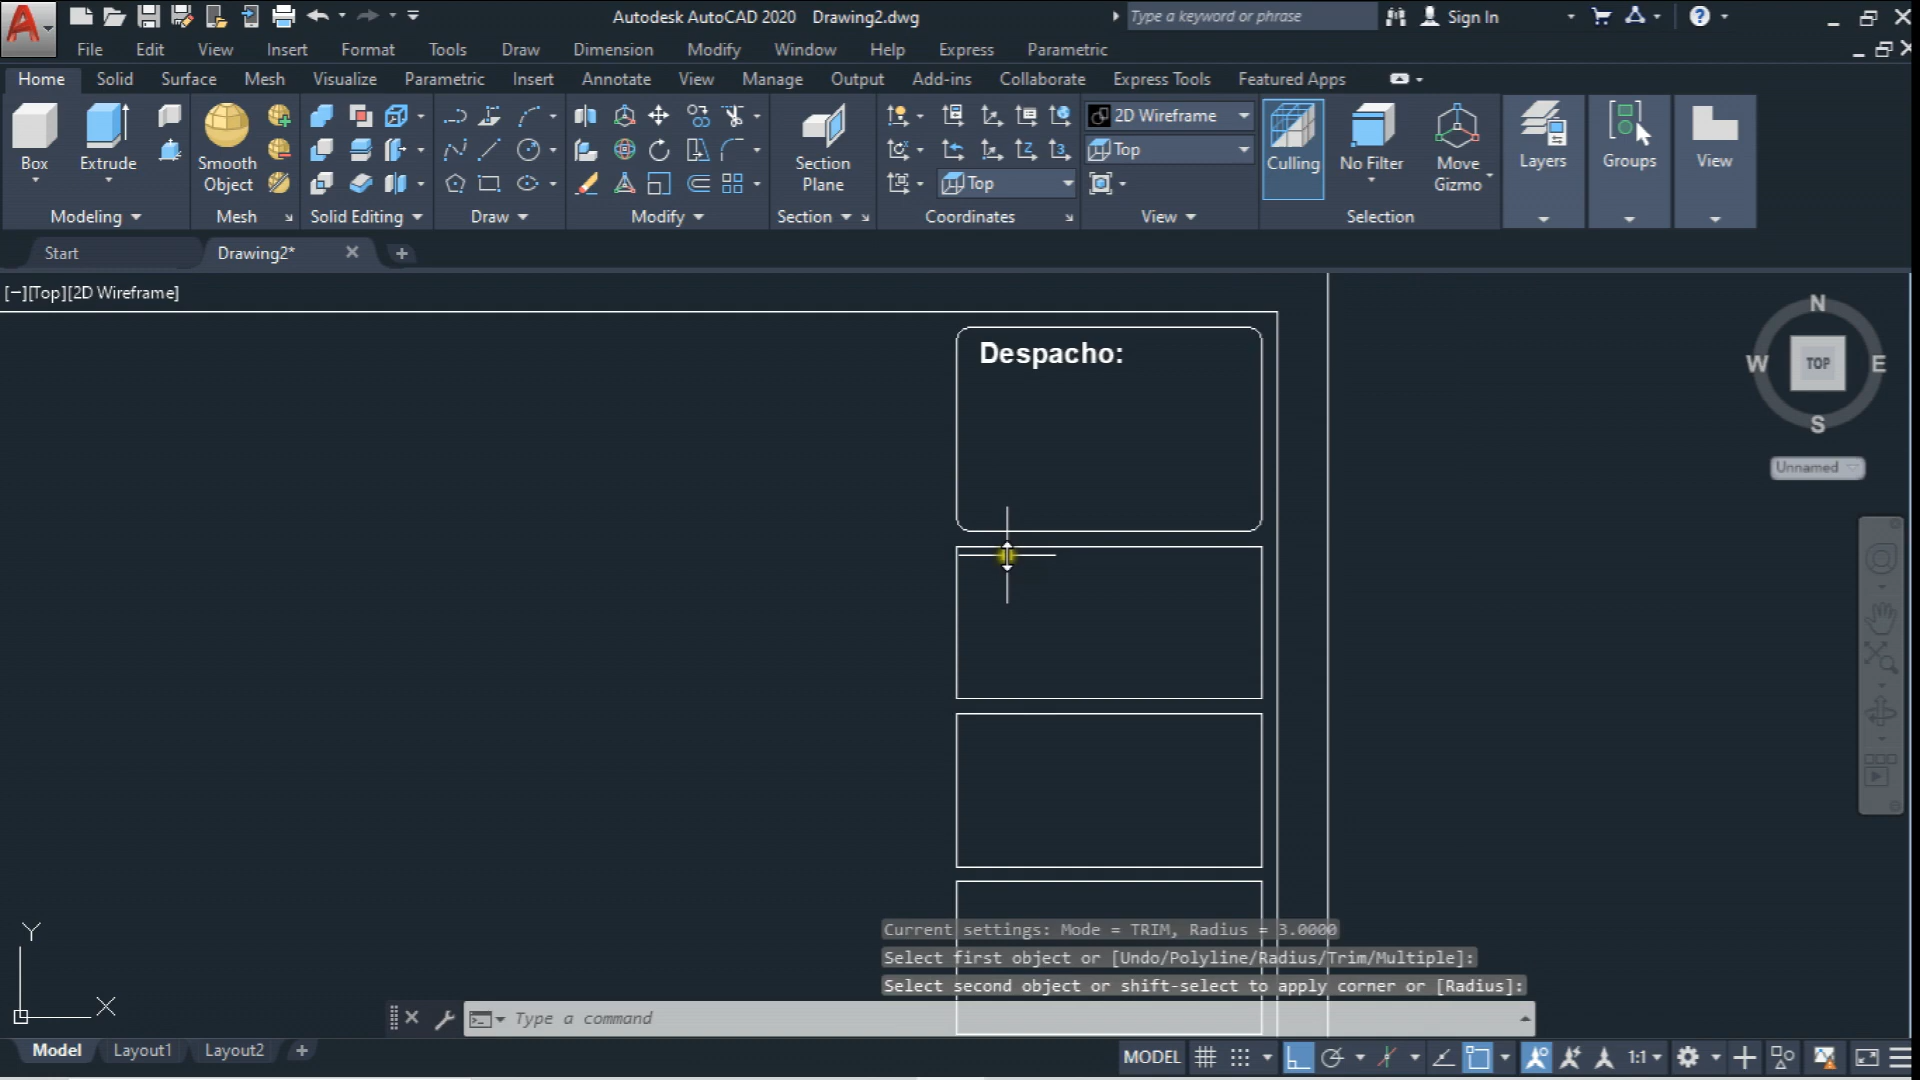 Autodesk AutoCAD 2020 Drawing2.dwg
Type a keyword or phrase
Sign In
File Edit View Insert Format Tools Draw Dimension Modify Window Help Express Parametric
Home Solid Surface Mesh Visualize Parametric Insert Annotate View Manage Output Add-ins Collaborate Express Tools Featured Apps
2D Wireframe
Top
Box Extrude Smooth Object Section Plane Top Culling No Filter Move Gizmo Layers Groups View
Modeling Mesh Solid Editing Draw Modify Section Coordinates View Selection
Start Drawing2*
[−][Top][2D Wireframe]
N
W TOP E
S
Unnamed
Despacho:
Y
X
Current settings: Mode = TRIM, Radius = 3.0000
Select first object or [Undo/Polyline/Radius/Trim/Multiple]:
Select second object or shift-select to apply corner or [Radius]:
Type a command
Model Layout1 Layout2
MODEL 1:1